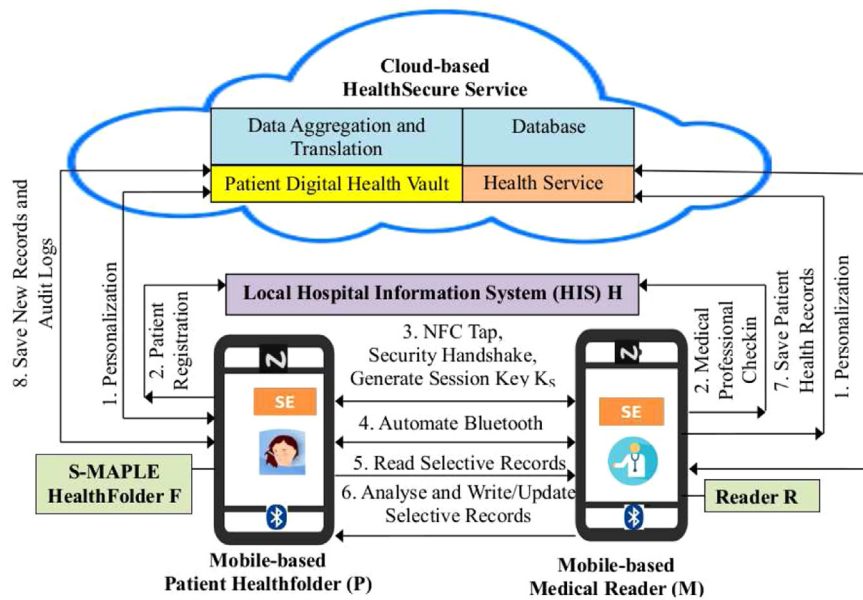 Cloud-based
HealthSecure Service
Data Aggregation and
Translation
Database
Patient Digital Health Vault
Health Service
8. Save New Records and
Audit Logs
1. Personalization
2. Patient
Registration
Local Hospital Information System (HIS) H
3. NFC Tap,
Security Handshake,
Generate Session Key KS
4. Automate Bluetooth
5. Read Selective Records
6. Analyse and Write/Update
Selective Records
2. Medical
Professional
Checkin
7. Save Patient
Health Records
1. Personalization
SE
SE
S-MAPLE
HealthFolder F
Reader R
Mobile-based
Patient Healthfolder (P)
Mobile-based
Medical Reader (M)